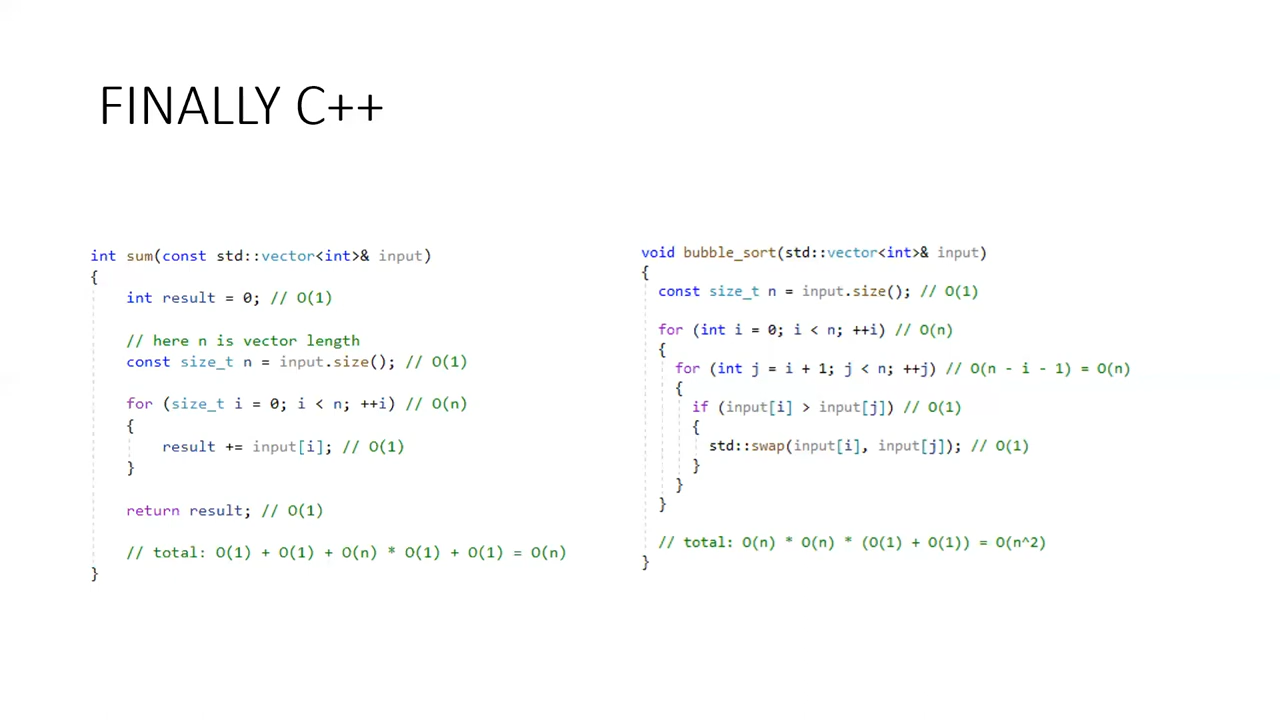 FINALLY C++
int sum(const std::vector<int>& input)
{
int result = 0; // O(1)
// here n is vector length
const size_t n = input.size(); // O(1)
for (size_t i = 0; i < n; ++i) // O(n)
{
result += input[i]; // O(1)
}
return result; // O(1)
// total: O(1) + O(1) + O(n) * O(1) + O(1) = O(n)
}
void bubble_sort(std::vector<int>& input)
{
const size_t n = input.size(); // O(1)
for (int i = 0; i < n; ++i) // O(n)
{
for (int j = i + 1; j < n; ++j) // O(n - i - 1) = O(n)
{
if (input[i] > input[j]) // O(1)
{
std::swap(input[i], input[j]); // O(1)
}
}
}
// total: O(n) * O(n) * (O(1) + O(1)) = O(n^2)
}